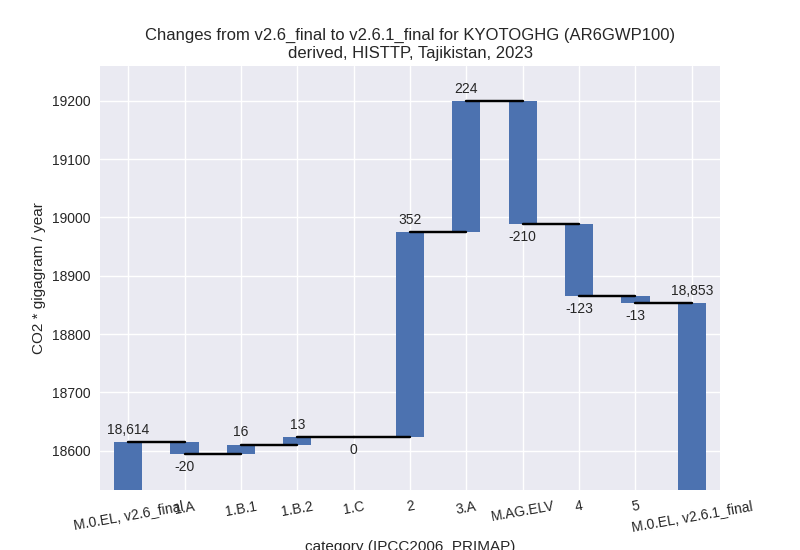 Changes from v2.6_final to v2.6.1_final for KYOTOGHG (AR6GWP100)
derived, HISTTP, Tajikistan, 2023
CO2 * gigagram / year
19200
19100
19000
18900
18800
18700
18600
18,614
-20
16
13
0
352
224
-210
-123
-13
18,853
M.0.EL, v2.6_final
1.A
1.B.1
1.B.2
1.C
2
3.A
M.AG.ELV
4
5
M.0.EL, v2.6.1_final
category (IPCC2006_PRIMAP)